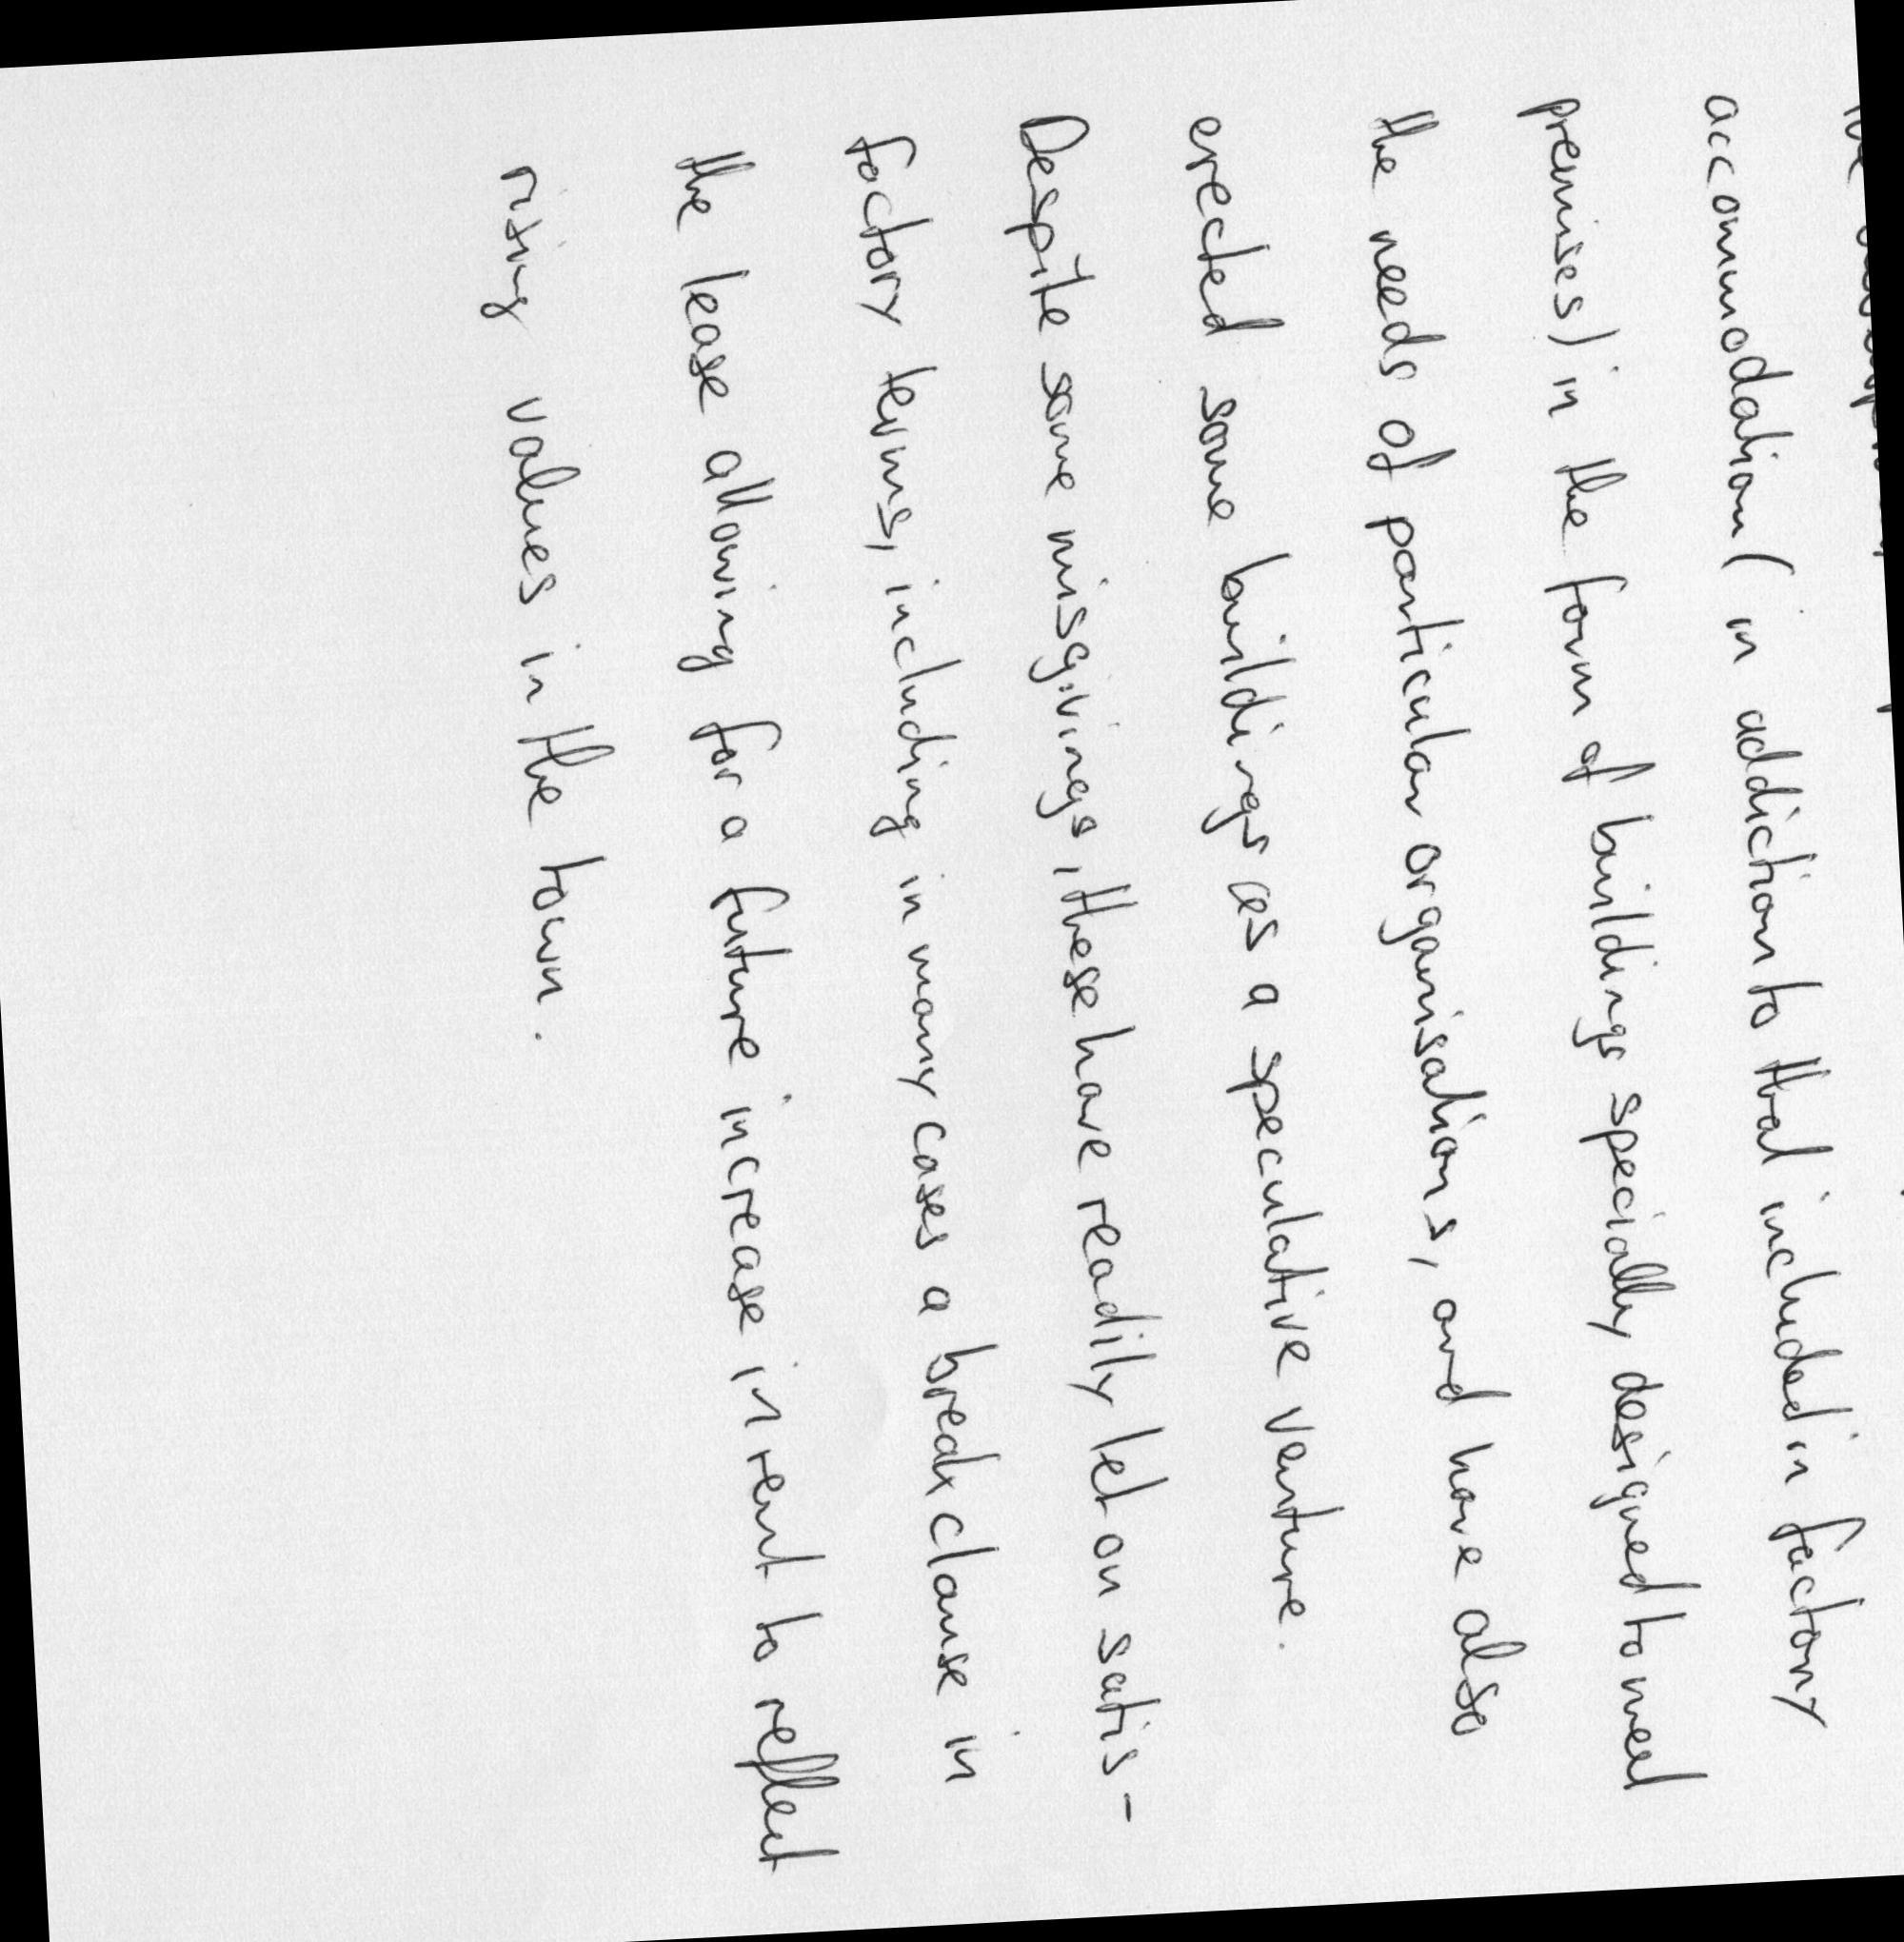 accommodation (in addiction to that included in factory
premises) in the form of buildings specially designed to meet
the needs of particular organisations, and have also
erected some buildings as a speculative venture.
Despite some misgivings, these have readily let on satis-
factory terms, including in many cases a break clause in
the lease allowing for a future increase in rent to reflect
rising values in the town.